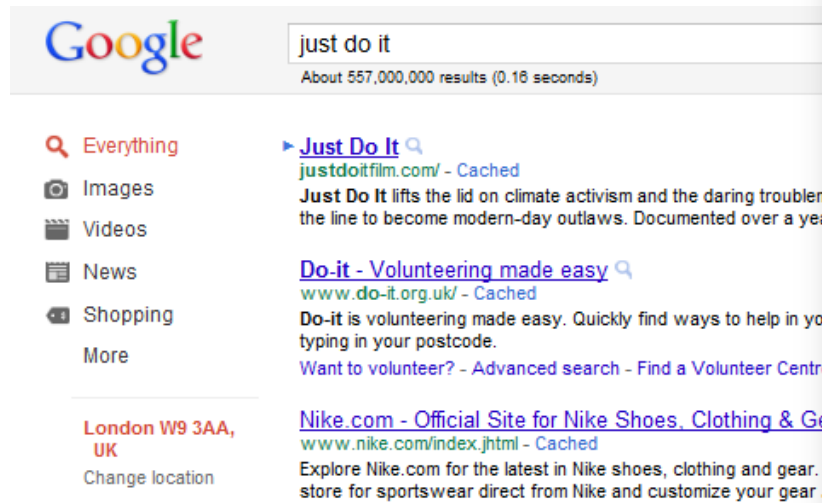 Google
just do it
About 557,000,000 results (0.16 seconds)
Everything
Images
Videos
News
Shopping
More
London W9 3AA,
UK
Change location
Just Do It
justdoitfilm.com/ - Cached
Just Do It lifts the lid on climate activism and the daring
the line to become modern-day outlaws. Documented over a
Do-it - Volunteering made easy
www.do-it.org.uk/ - Cached
Do-it is volunteering made easy. Quickly find ways to help in
typing in your postcode.
Want to volunteer? - Advanced search - Find a Volunteer
Nike.com - Official Site for Nike Shoes, Clothing &
www.nike.com/index.jhtml - Cached
Explore Nike.com for the latest in Nike shoes, clothing and gear.
store for sportswear direct from Nike and customize your gear